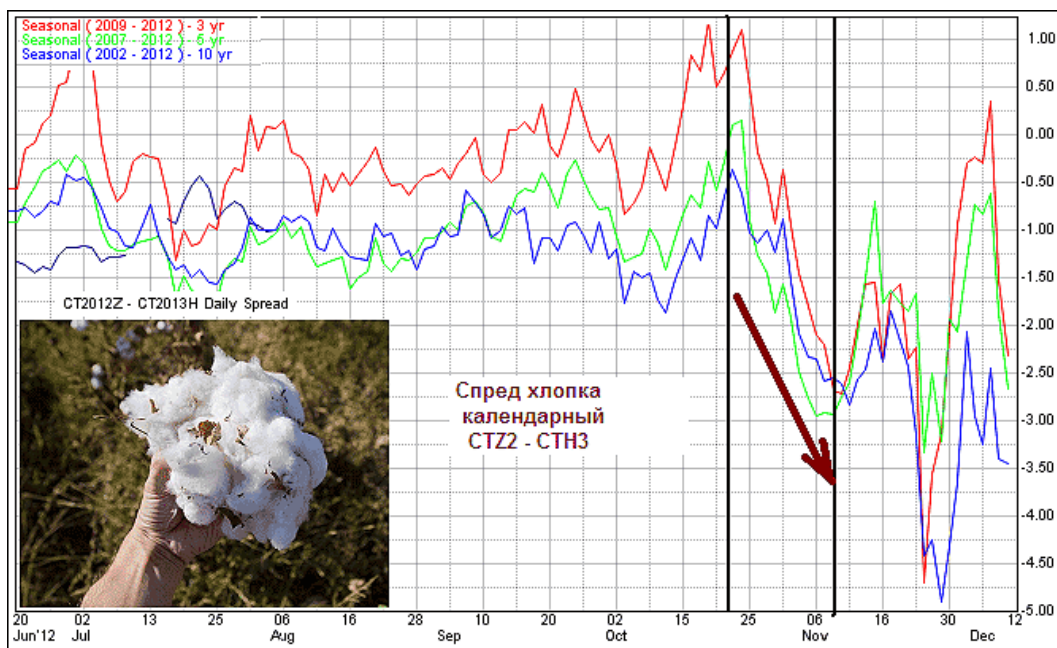 Seasonal ( 2009 - 2012 ) - 3 yr
Seasonal ( 2007 - 2012 ) - 5 yr
Seasonal ( 2002 - 2012 ) - 10 yr
1.00
0.50
0.00
-0.50
-1.00
-1.50
-2.00
-2.50
-3.00
-3.50
-4.00
-4.50
-5.00
CT2012Z - CT2013H Daily Spread
Спред хлопка
календарный
CTZ2 - CTH3
20 02 13 25 06 16 28 10 20 02 15 25 06 16 30 12
Jun'12 Jul Aug Sep Oct Nov Dec